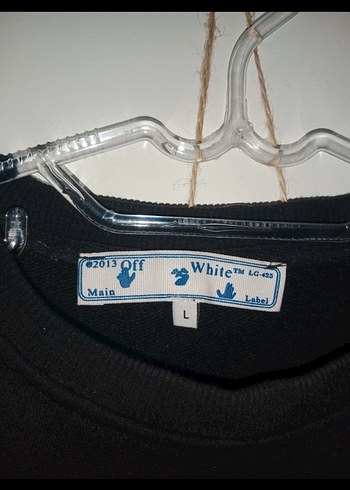 ©2013 Off White™ LG-425
Main Label
L